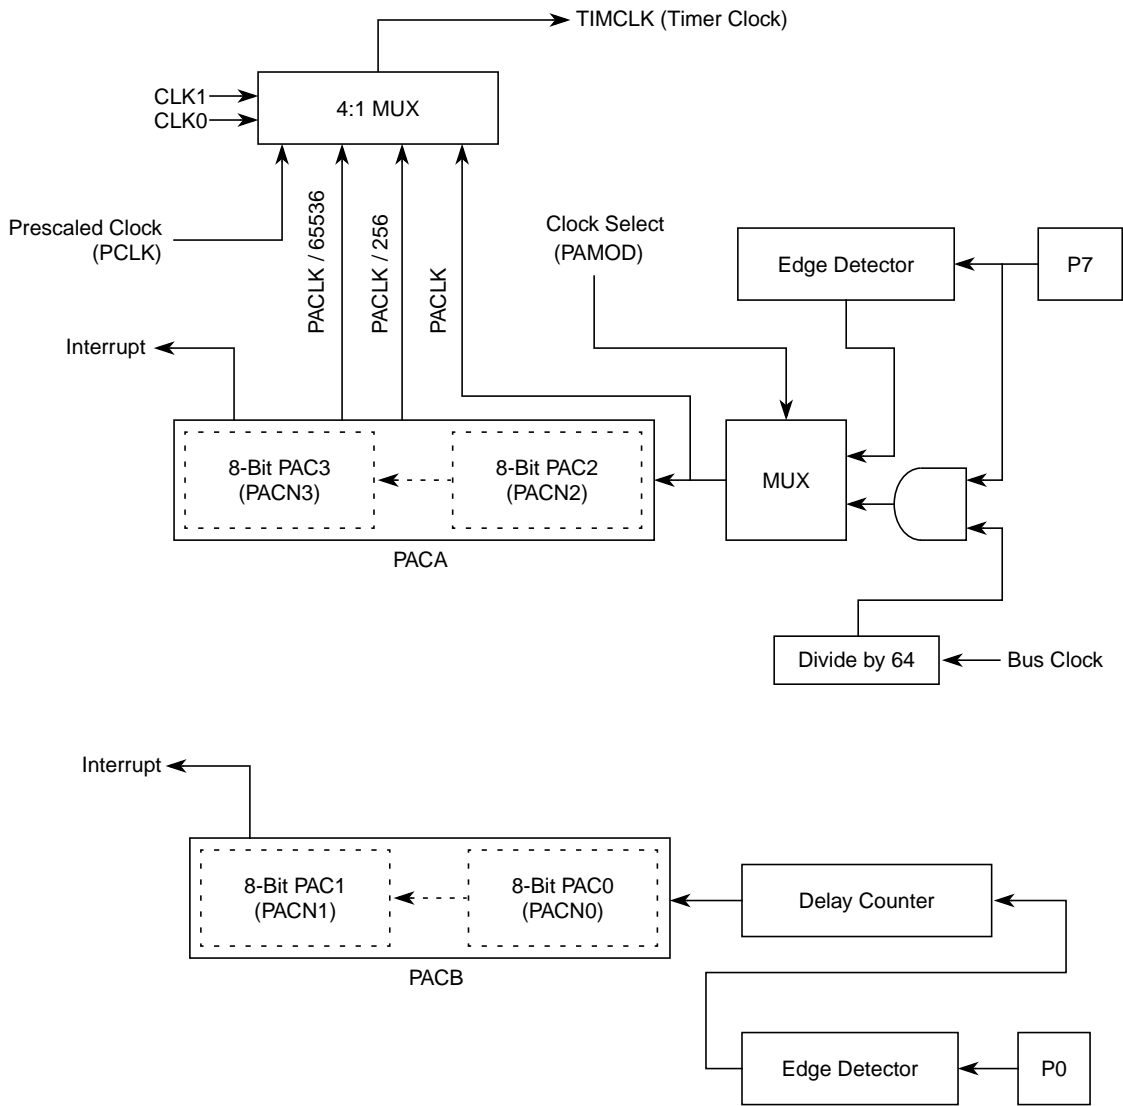 TIMCLK (Timer Clock)
CLK1
CLK0
4:1 MUX
Prescaled Clock
(PCLK)
PACLK / 65536
PACLK / 256
PACLK
Clock Select
(PAMOD)
Edge Detector
P7
Interrupt
8-Bit PAC3
(PACN3)
8-Bit PAC2
(PACN2)
MUX
PACA
Divide by 64
Bus Clock
Interrupt
8-Bit PAC1
(PACN1)
8-Bit PAC0
(PACN0)
Delay Counter
PACB
Edge Detector
P0